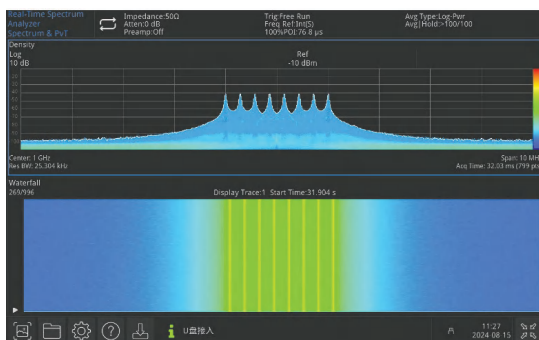 Real-Time Spectrum
Analyzer
Spectrum & PvT
Impedance:50Ω
Atten:0 dB
Preamp:Off
Trig:Free Run
Freq Ref:Int(S)
100%POI:76.8 μs
Avg Type:Log-Pwr
Avg|Hold:>100/100
Density
Log
10 dB
Ref
-10 dBm
Center: 1 GHz
Res BW: 25.304 kHz
Span: 10 MH
Acq Time: 32.03 ms (799 pts
Waterfall
269/996
Display Trace:1 Start Time:31.904 s
U盘接入
11:27
2024-08-15